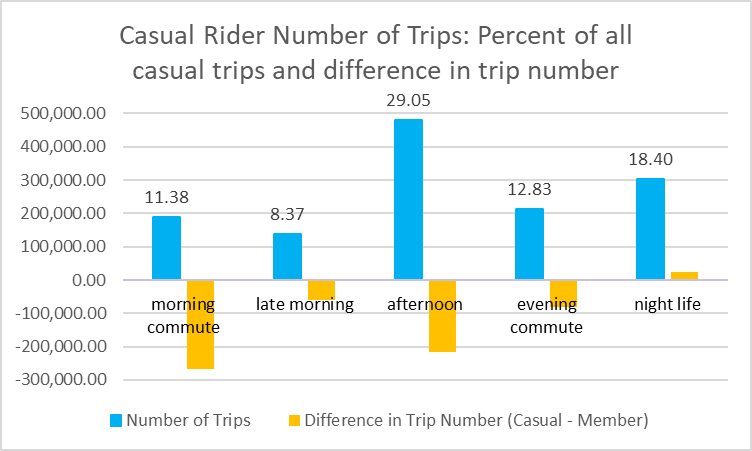 Casual Rider Number of Trips: Percent of all
casual trips and difference in trip number
500,000.00
400,000.00
300,000.00
200,000.00
100,000.00
0.00
-100,000.00
-200,000.00
-300,000.00
11.38
8.37
29.05
12.83
18.40
morning
commute
late morning
afternoon
evening
commute
night life
Number of Trips
Difference in Trip Number (Casual - Member)